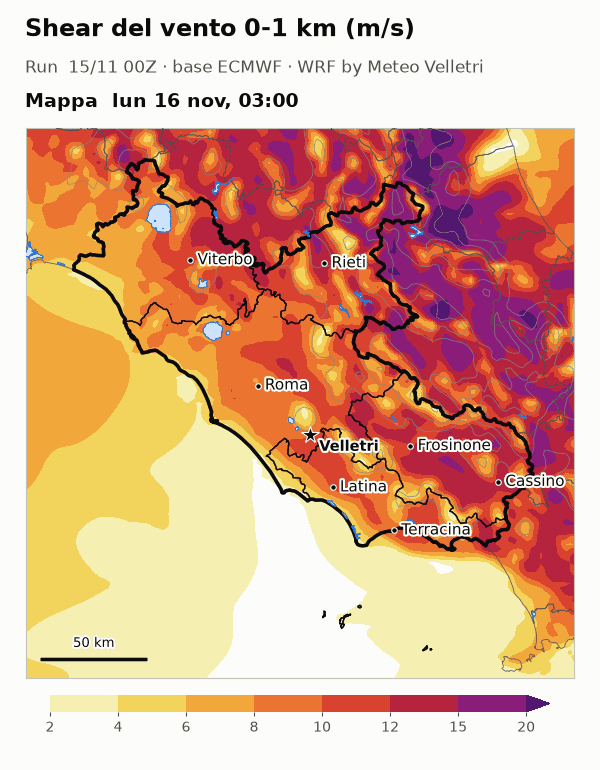 Shear del vento 0-1 km (m/s)
Run  15/11 00Z · base ECMWF · WRF by Meteo Velletri
Mappa  lun 16 nov, 03:00
Viterbo
Rieti
Roma
Velletri
Frosinone
Cassino
Latina
Terracina
50 km
2 4 6 8 10 12 15 20